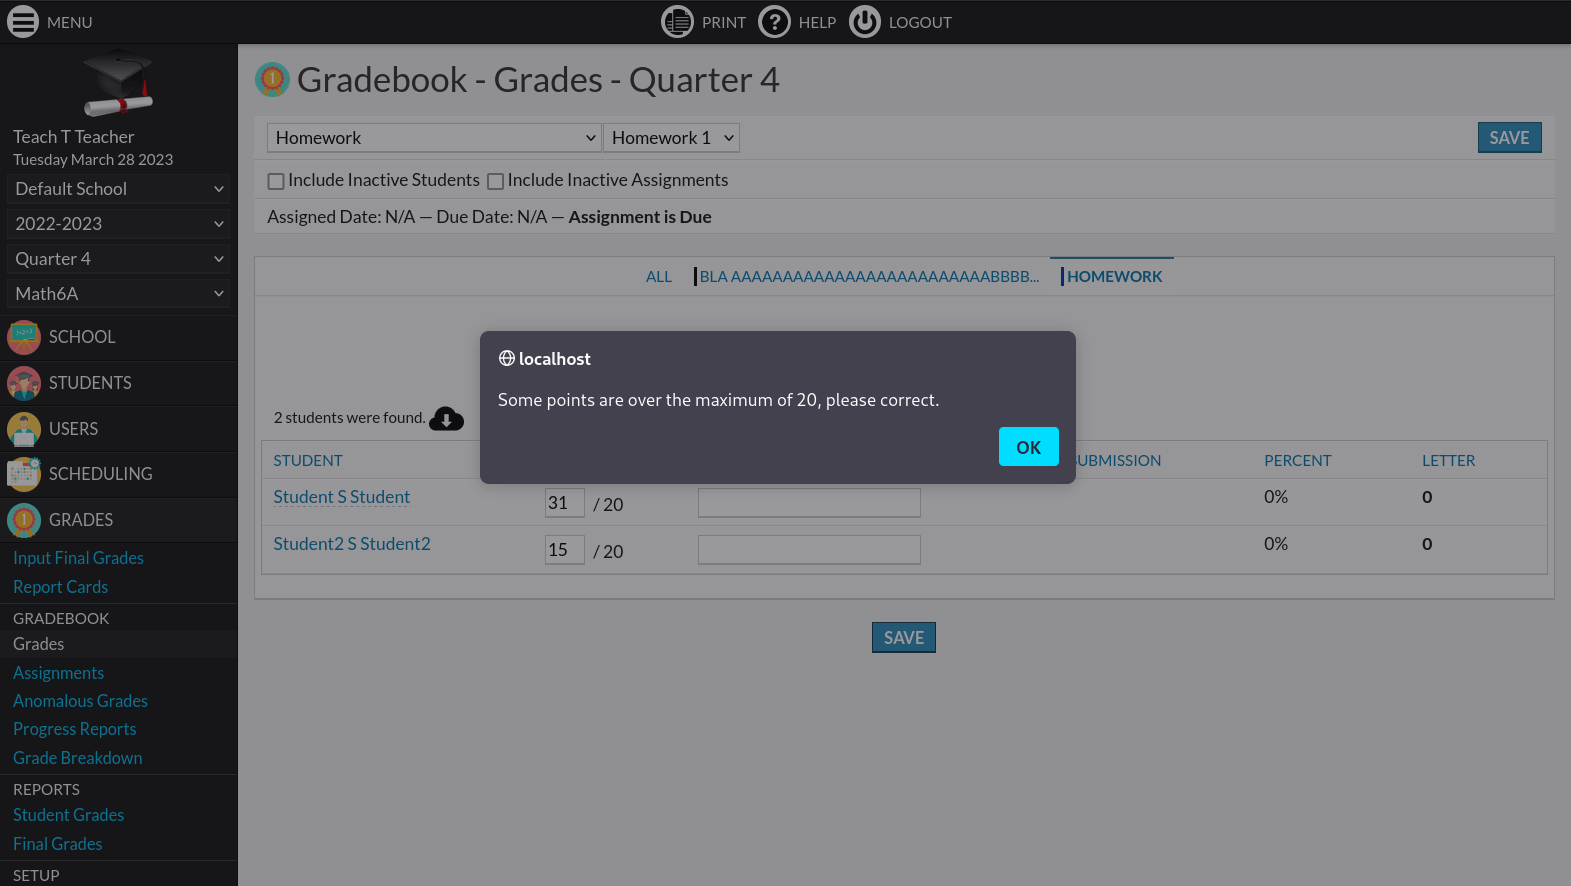 MENU
PRINT
HELP
LOGOUT
Teach T Teacher
Tuesday March 28 2023
Default School
2022-2023
Quarter 4
Math6A
SCHOOL
STUDENTS
USERS
SCHEDULING
GRADES
Input Final Grades
Report Cards
GRADEBOOK
Grades
Assignments
Anomalous Grades
Progress Reports
Grade Breakdown
REPORTS
Student Grades
Final Grades
SETUP
Gradebook - Grades - Quarter 4
Homework
Homework 1
SAVE
Include Inactive Students
Include Inactive Assignments
Assigned Date: N/A — Due Date: N/A — Assignment is Due
ALL
BLA AAAAAAAAAAAAAAAAAAAAAAAAABBBB...
HOMEWORK
localhost
Some points are over the maximum of 20, please correct.
OK
2 students were found.
STUDENT
UBMISSION
PERCENT
LETTER
Student S Student
31 / 20
0%
0
Student2 S Student2
15 / 20
0%
0
SAVE